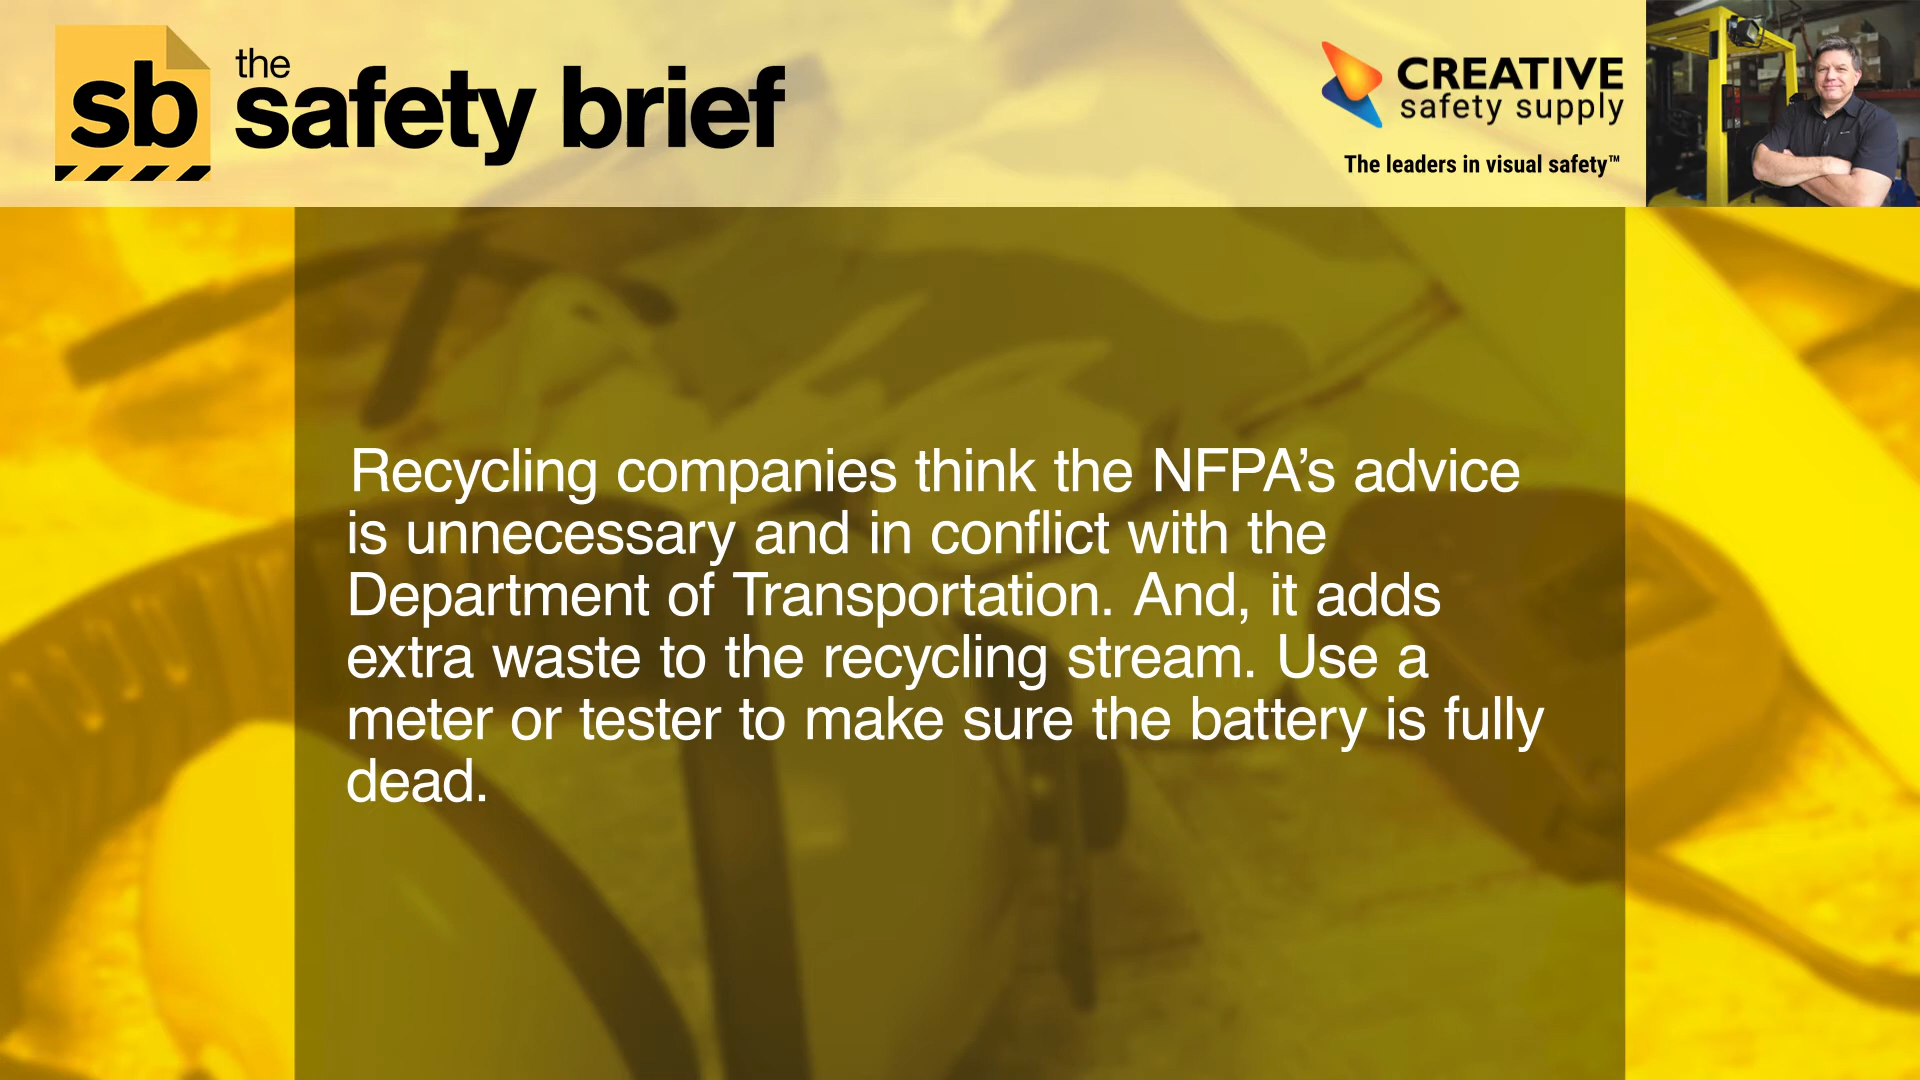 sb
the
safety brief
CREATIVE
safety supply
The leaders in visual safety™
Recycling companies think the NFPA’s advice
is unnecessary and in conflict with the
Department of Transportation. And, it adds
extra waste to the recycling stream. Use a
meter or tester to make sure the battery is fully
dead.